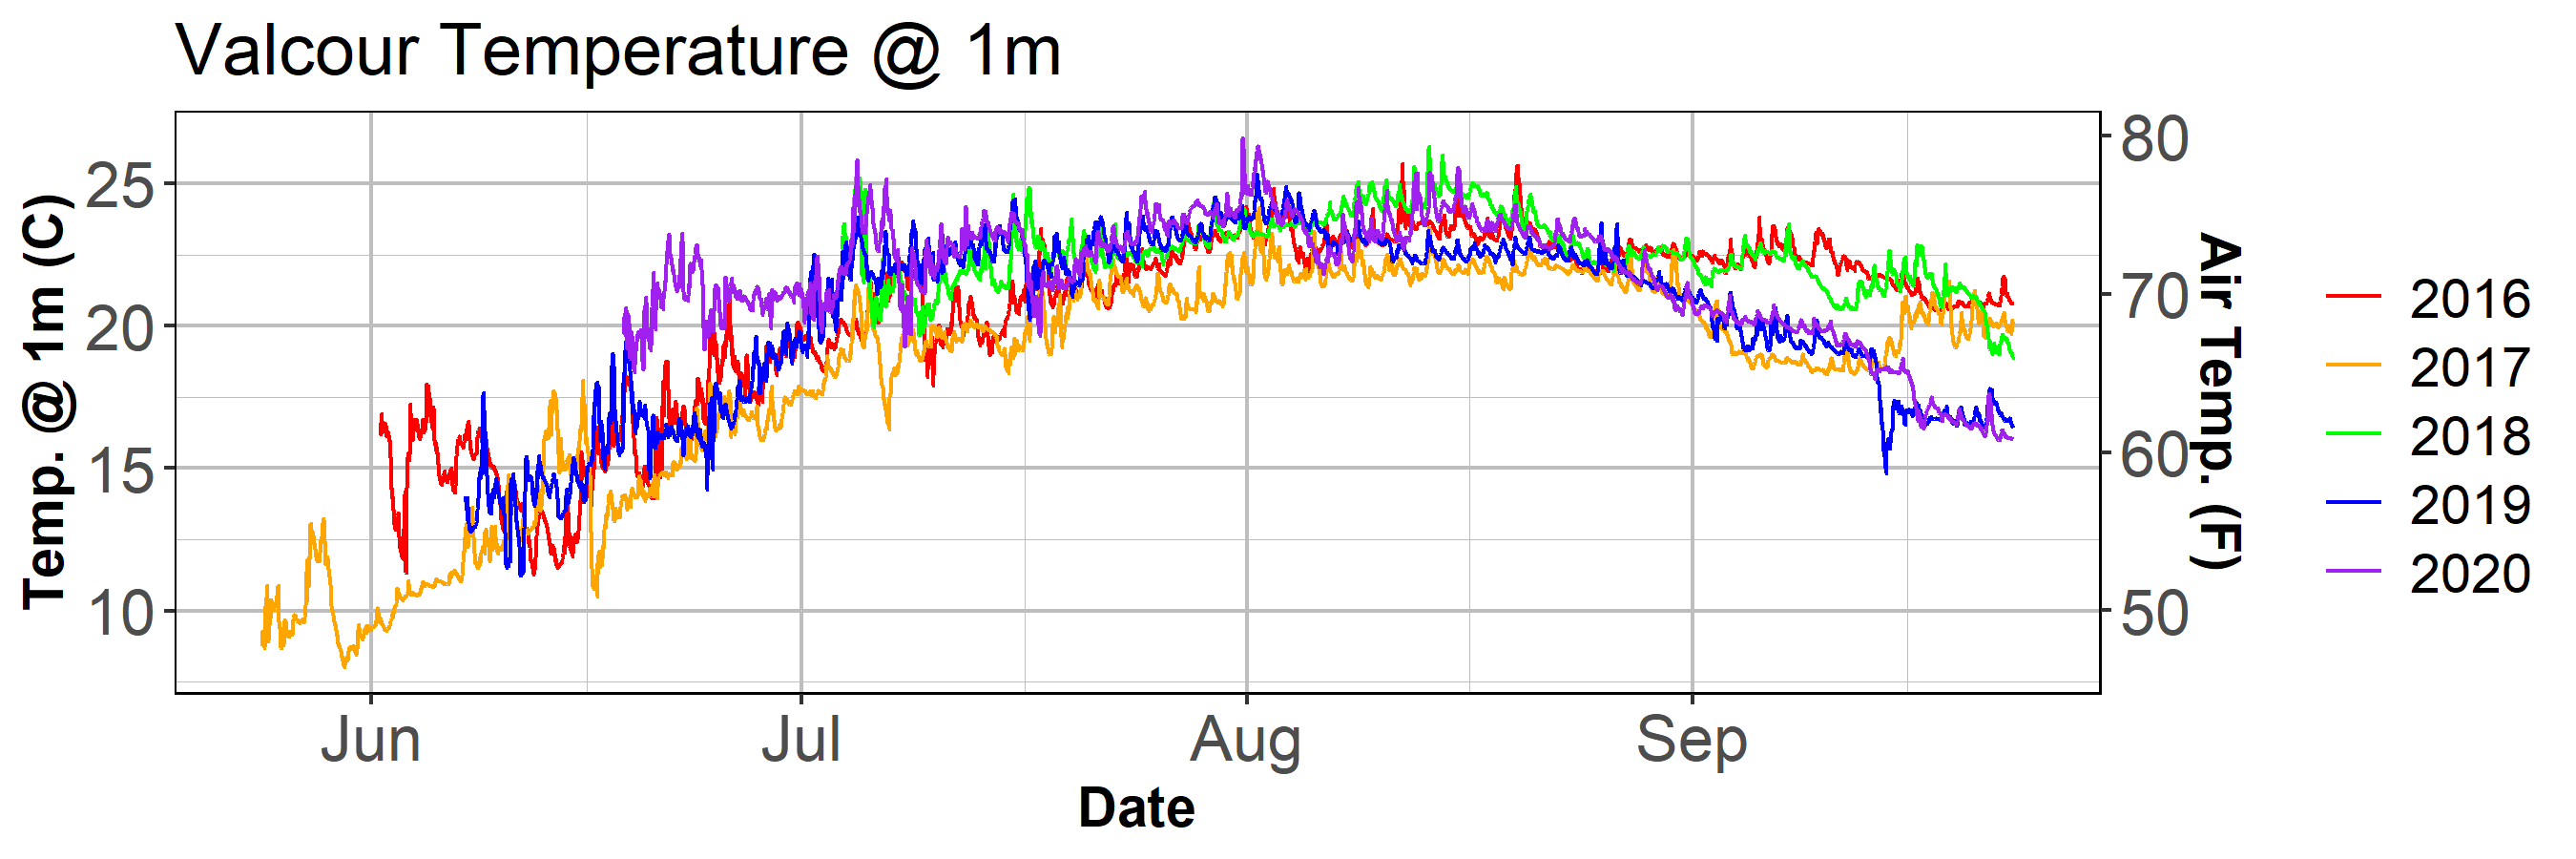 Valcour Temperature @ 1m
Temp. @ 1m (C)
25
20
15
10
80
70
60
50
Air Temp. (F)
Jun
Jul
Aug
Sep
Date
2016
2017
2018
2019
2020